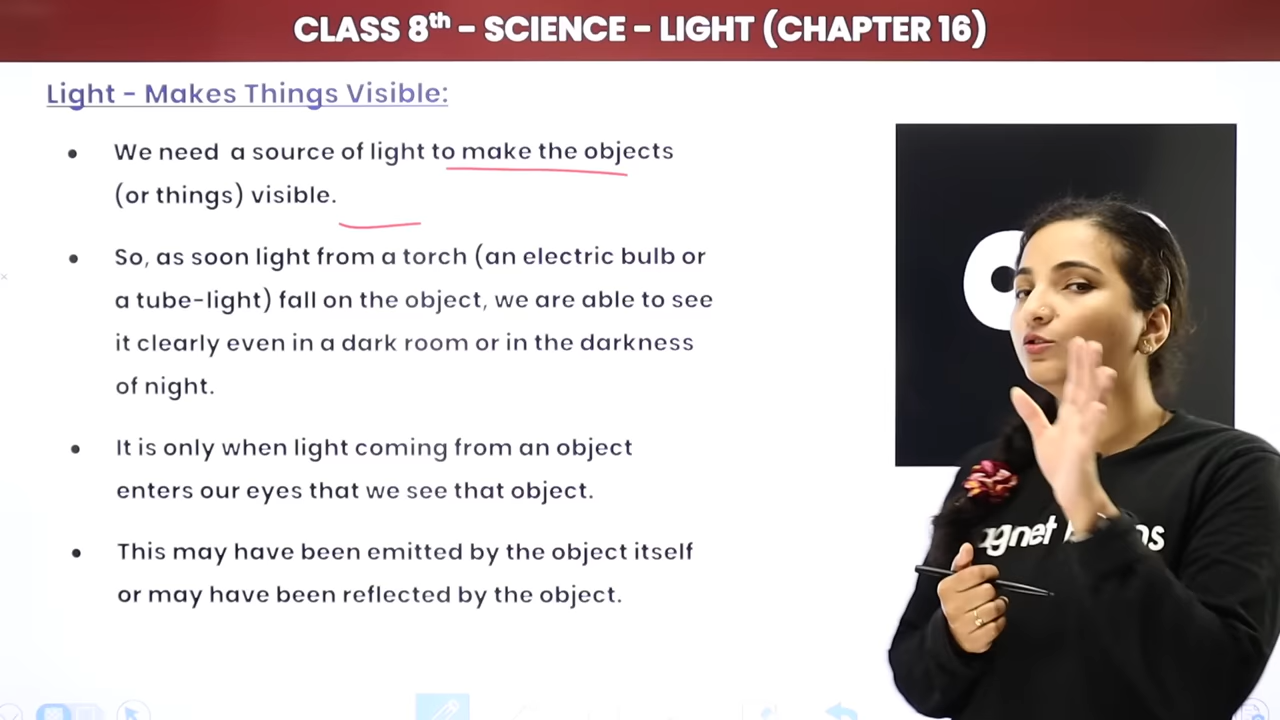 CLASS 8th - SCIENCE - LIGHT (CHAPTER 16)
Light - Makes Things Visible:
• We need a source of light to make the objects
(or things) visible.
• So, as soon light from a torch (an electric bulb or
a tube-light) fall on the object, we are able to see
it clearly even in a dark room or in the darkness
of night.
• It is only when light coming from an object
enters our eyes that we see that object.
• This may have been emitted by the object itself
or may have been reflected by the object.